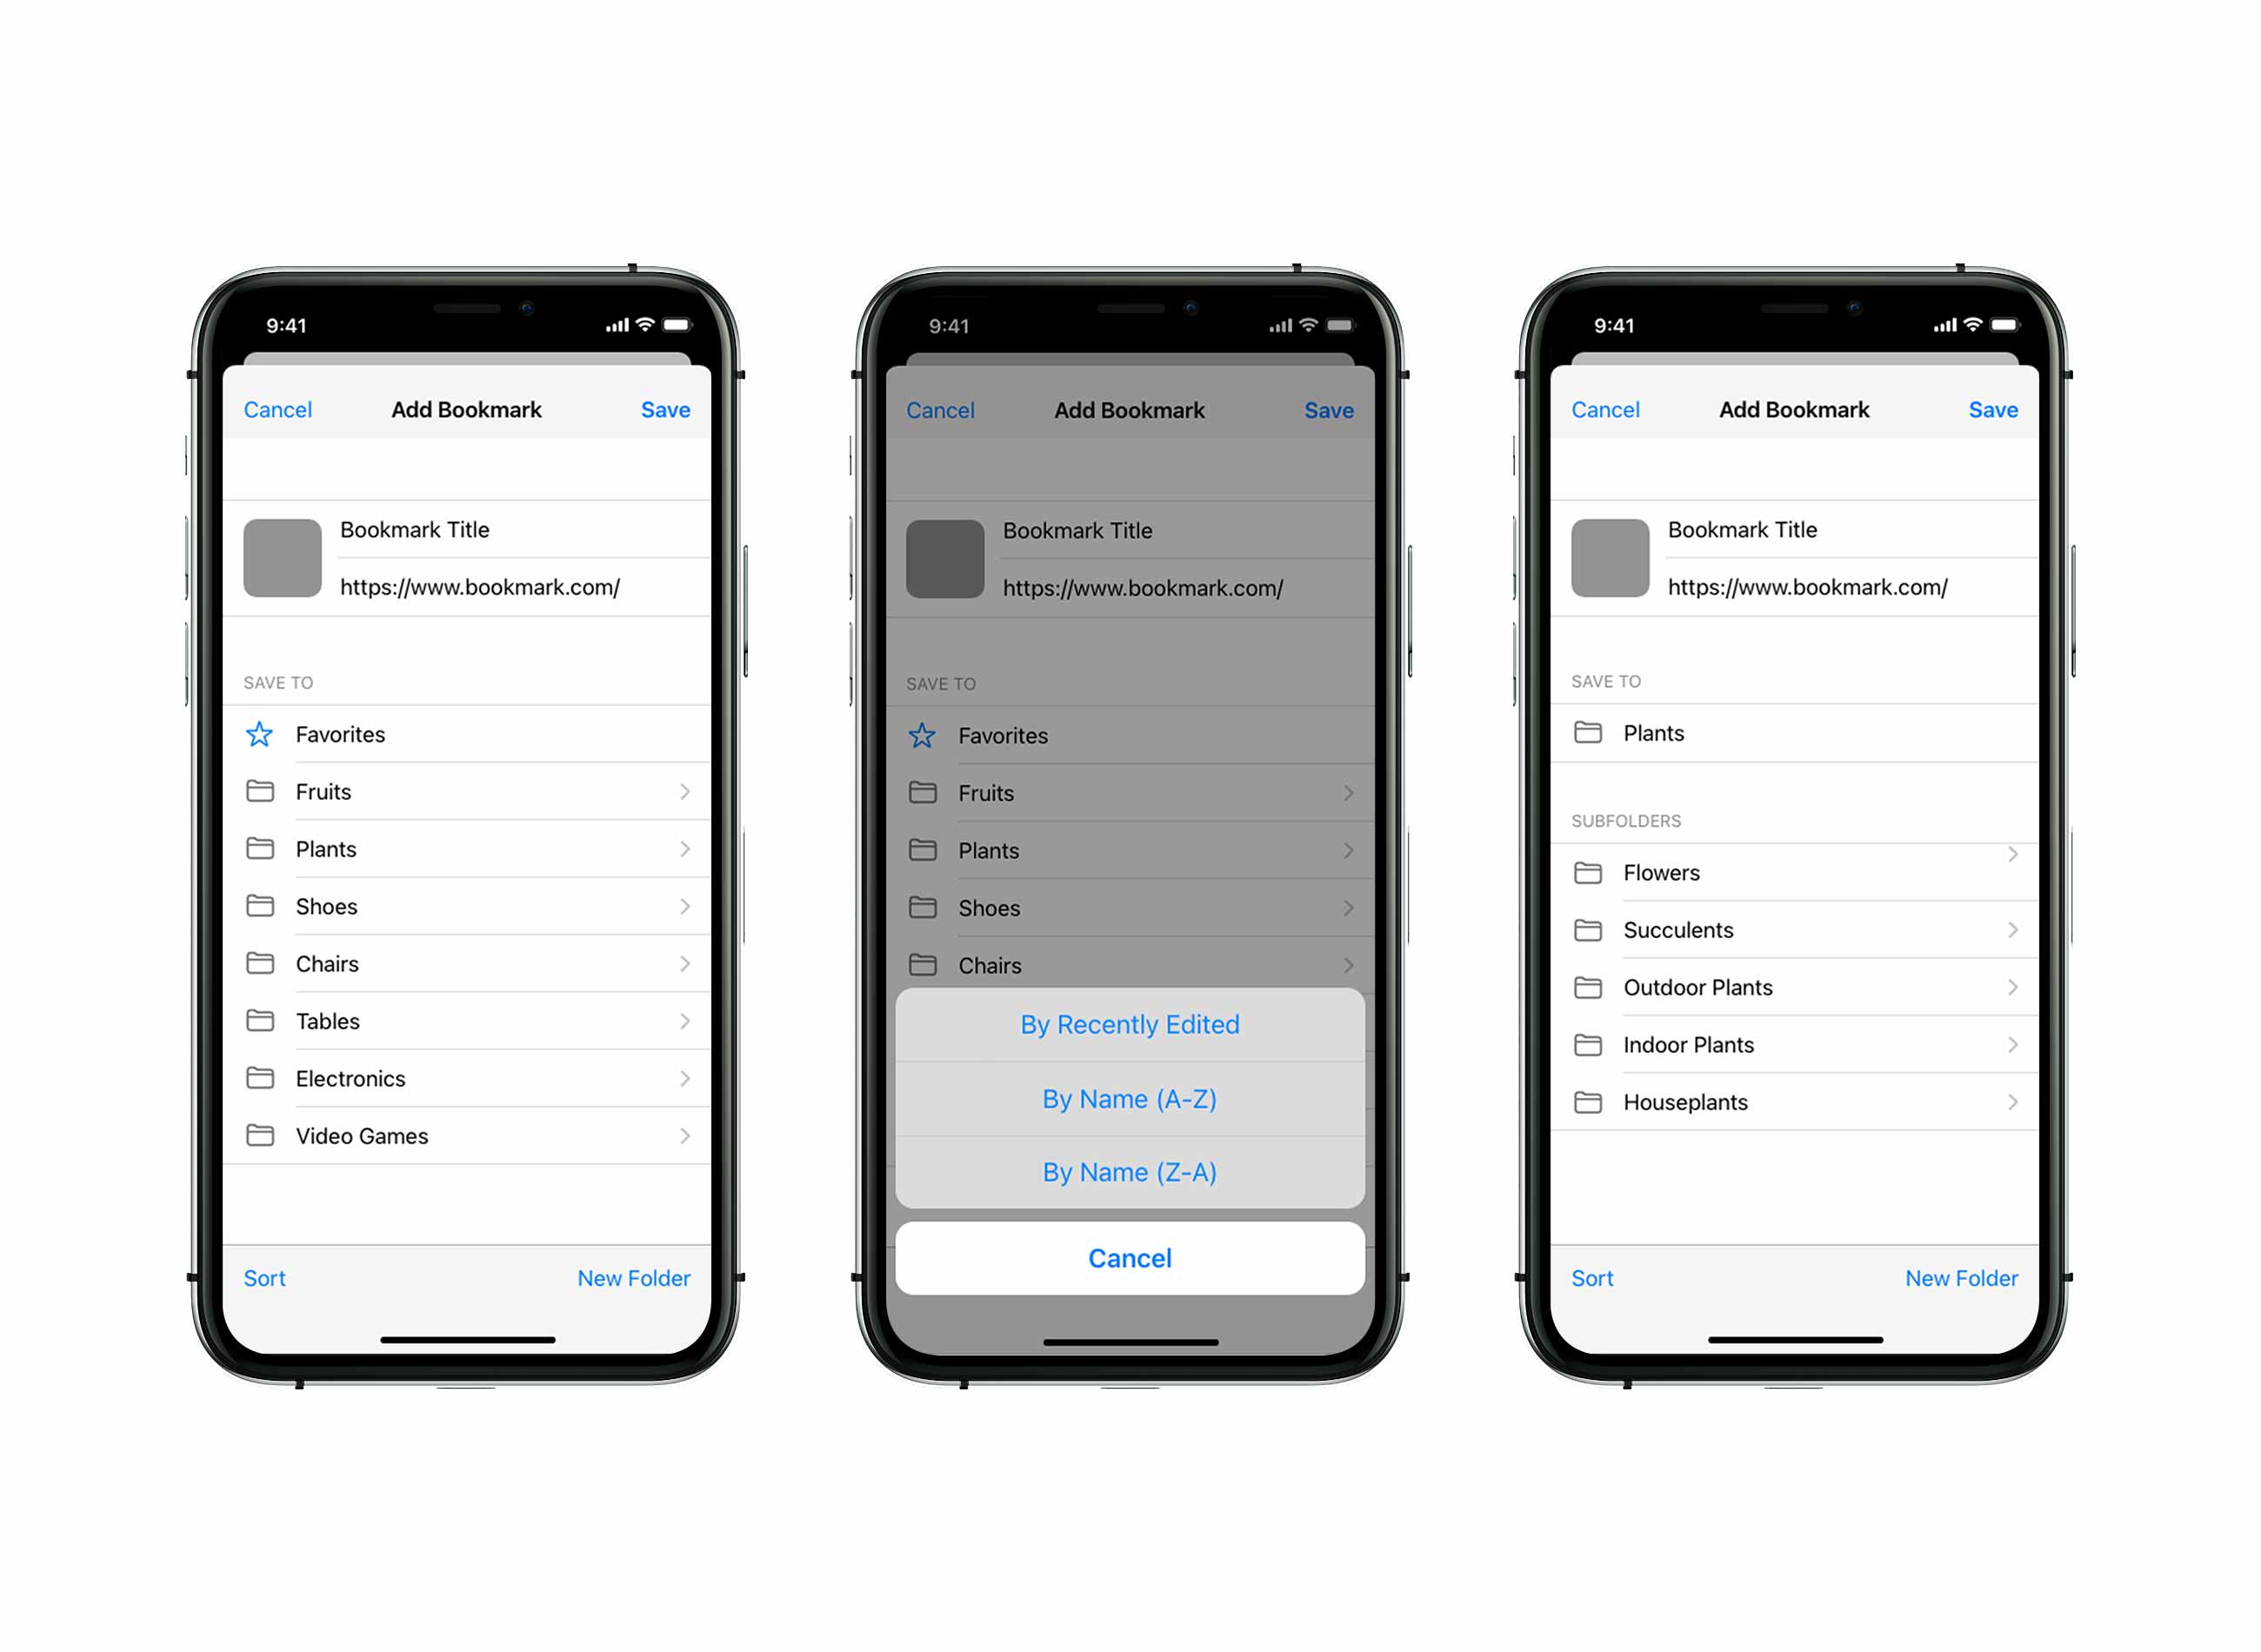 9:41
Cancel Add Bookmark Save
Bookmark Title
https://www.bookmark.com/
SAVE TO
Favorites
Fruits
Plants
Shoes
Chairs
Tables
Electronics
Video Games
Sort New Folder
9:41
Cancel Add Bookmark Save
Bookmark Title
https://www.bookmark.com/
SAVE TO
Favorites
Fruits
Plants
Shoes
Chairs
By Recently Edited
By Name (A-Z)
By Name (Z-A)
Cancel
9:41
Cancel Add Bookmark Save
Bookmark Title
https://www.bookmark.com/
SAVE TO
Plants
SUBFOLDERS
Flowers
Succulents
Outdoor Plants
Indoor Plants
Houseplants
Sort New Folder